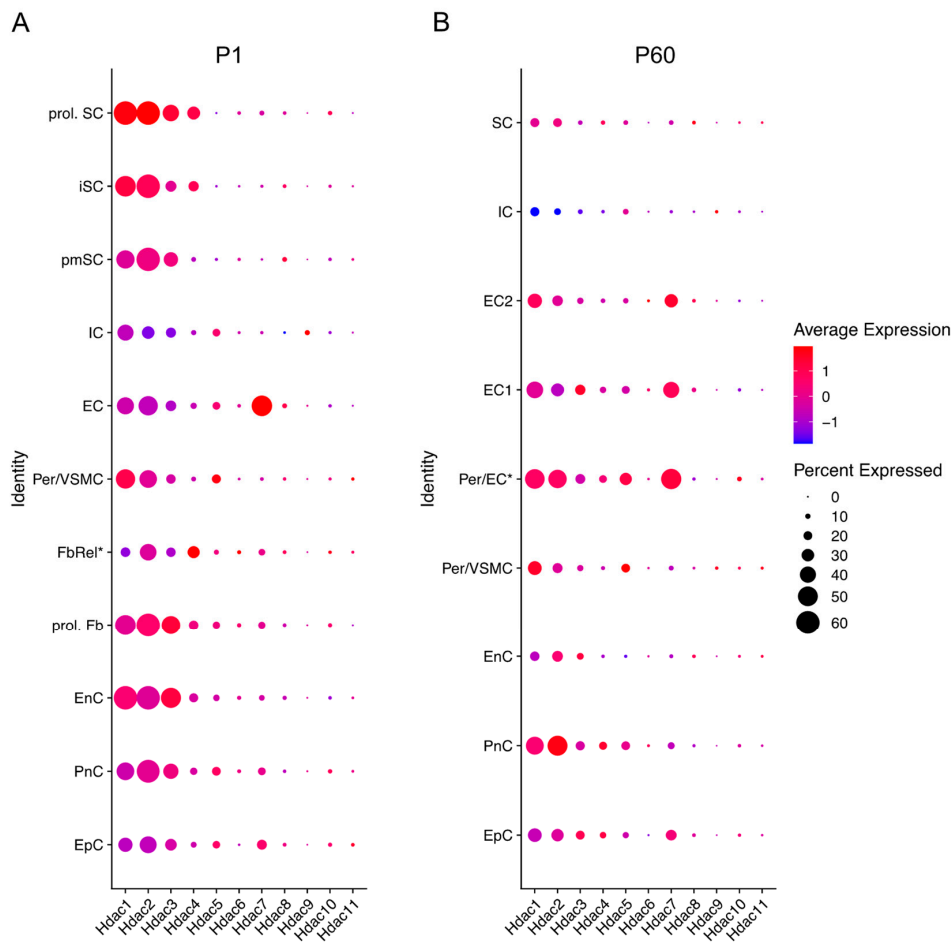 A
P1
Identity
prol. SC
iSC
pmSC
IC
EC
Per/VSMC
FbRel*
prol. Fb
EnC
PnC
EpC
Hdac1
Hdac2
Hdac3
Hdac4
Hdac5
Hdac6
Hdac7
Hdac8
Hdac9
Hdac10
Hdac11
B
P60
Identity
SC
IC
EC2
EC1
Per/EC*
Per/VSMC
EnC
PnC
EpC
Hdac1
Hdac2
Hdac3
Hdac4
Hdac5
Hdac6
Hdac7
Hdac8
Hdac9
Hdac10
Hdac11
Average Expression
1
0
−1
Percent Expressed
0
10
20
30
40
50
60